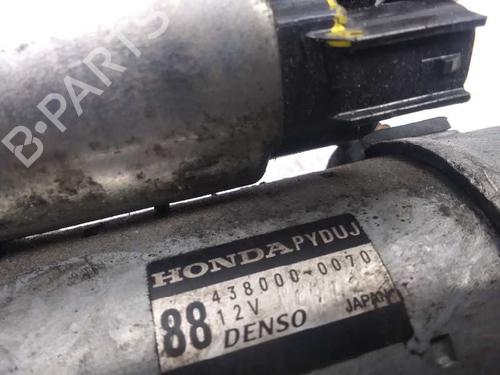 B-PARTS
HONDA PYDUJ
438000-0070
88 12V
DENSO JAPAN